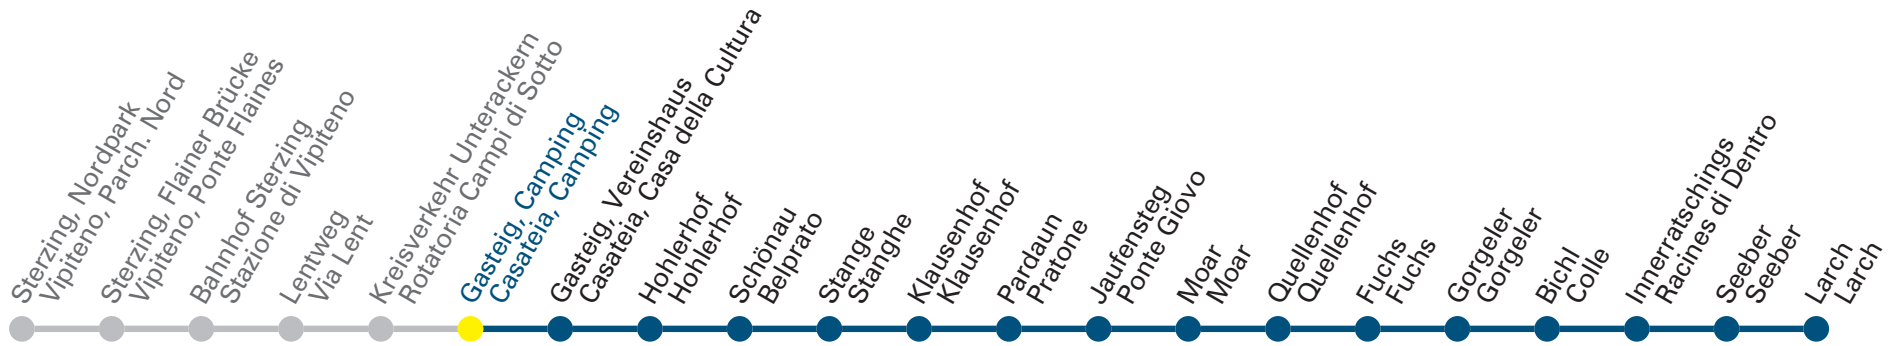 Sterzing, Nordpark
Vipiteno, Parch. Nord
Sterzing, Flainer Brücke
Vipiteno, Ponte Flaines
Bahnhof Sterzing
Stazione di Vipiteno
Lentweg
Via Lent
Kreisverkehr Unterackern
Rotatoria Campi di Sotto
Gasteig, Camping
Casateia, Camping
Gasteig, Vereinshaus
Casateia, Casa della Cultura
Hohlerhof
Hohlerhof
Schönau
Belprato
Stange
Stanghe
Klausenhof
Klausenhof
Pardaun
Pratone
Jaufensteg
Ponte Giovo
Moar
Moar
Quellenhof
Quellenhof
Fuchs
Fuchs
Gorgeler
Gorgeler
Bichl
Colle
Innerratschings
Racines di Dentro
Seeber
Seeber
Larch
Larch